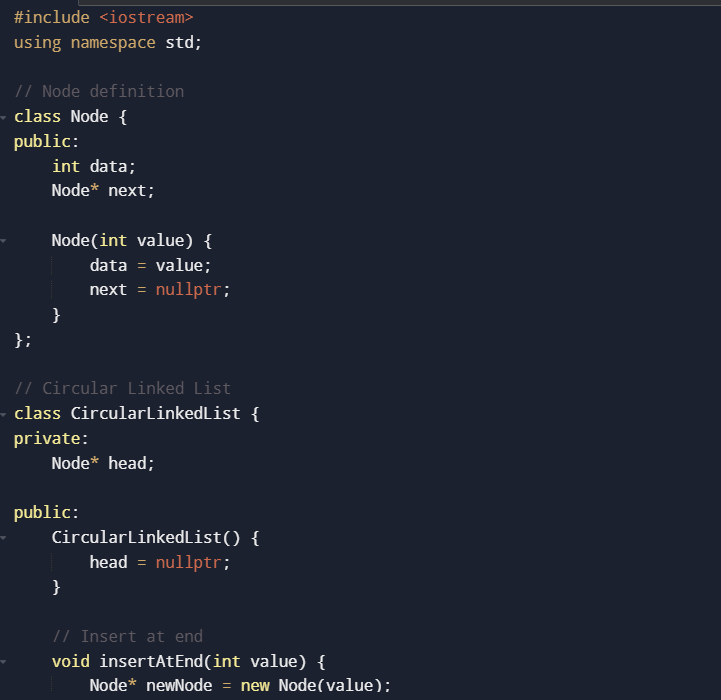 #include <iostream>
using namespace std;
// Node definition
class Node {
public:
    int data;
    Node* next;
    Node(int value) {
        data = value;
        next = nullptr;
    }
};
// Circular Linked List
class CircularLinkedList {
private:
    Node* head;
public:
    CircularLinkedList() {
        head = nullptr;
    }
    // Insert at end
    void insertAtEnd(int value) {
        Node* newNode = new Node(value);